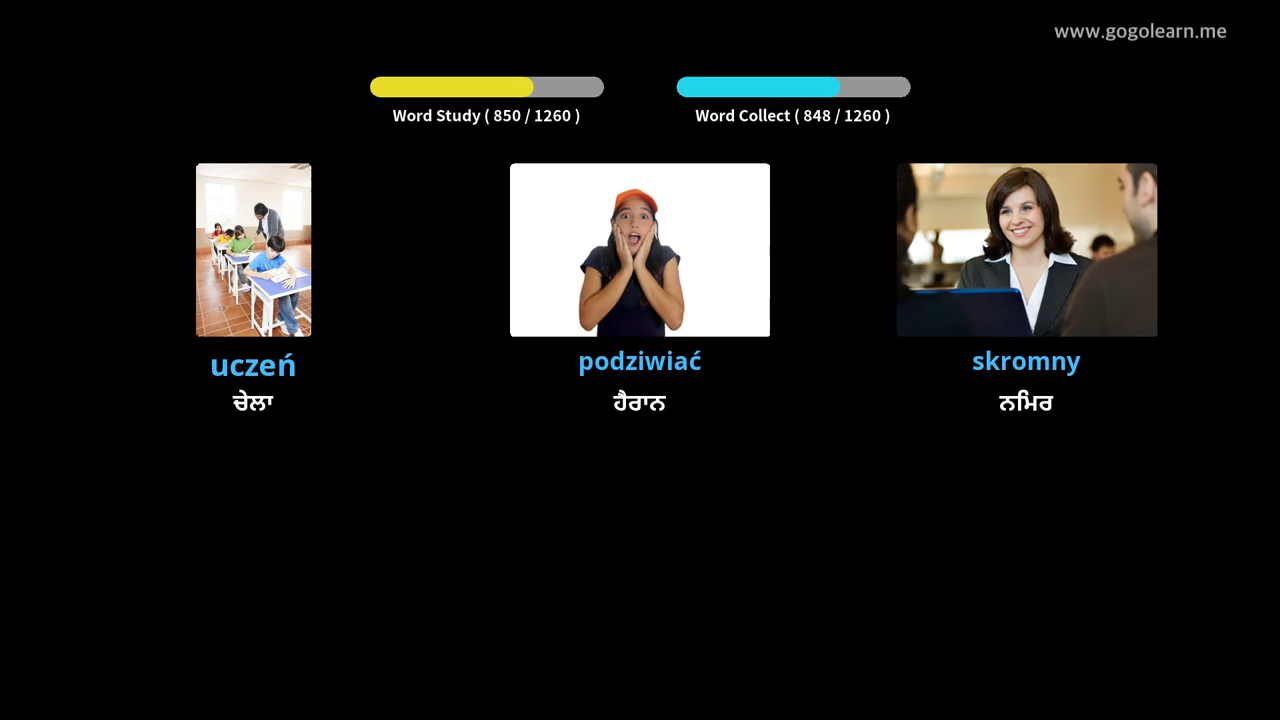 www.gogolearn.me
Word Study ( 850 / 1260 )
Word Collect ( 848 / 1260 )
uczeń
podziwiać
skromny
ਚੇਲਾ
ਹੈਰਾਨ
ਨਮਿਰ